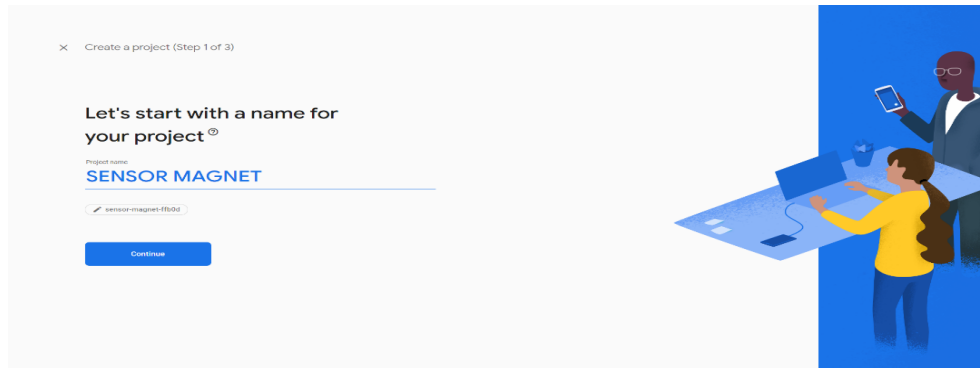 Create a project (Step 1 of 3)
Let's start with a name for
your project
Project name
SENSOR MAGNET
sensor-magnet-ffb0d
Continue